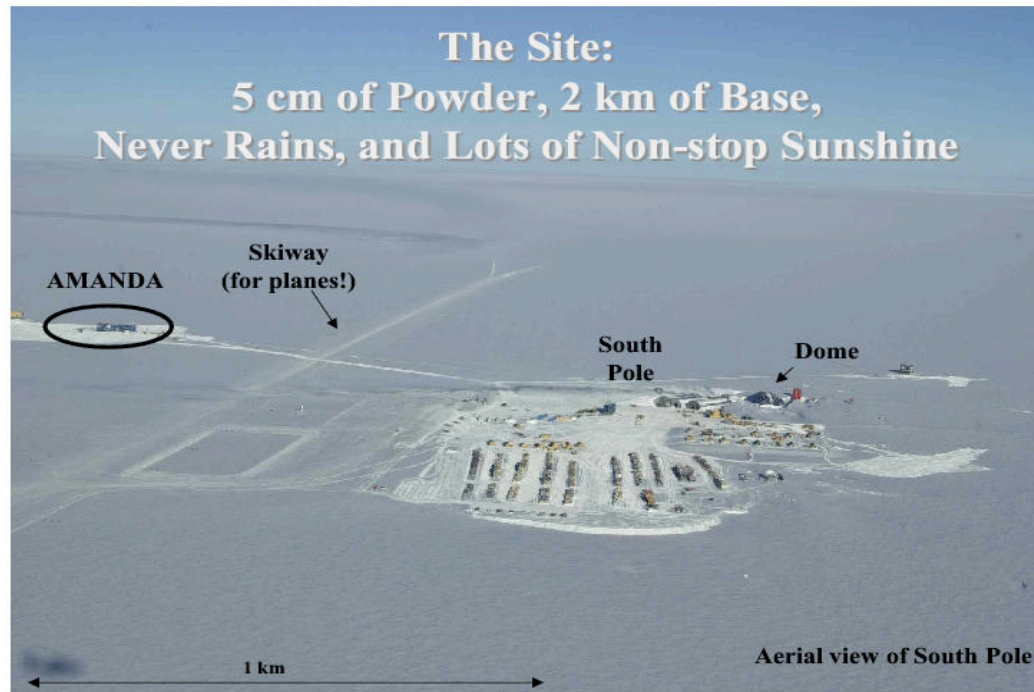 The Site:
5 cm of Powder, 2 km of Base,
Never Rains, and Lots of Non-stop Sunshine
Skiway
(for planes!)
AMANDA
South
Pole
Dome
1 km
Aerial view of South Pole